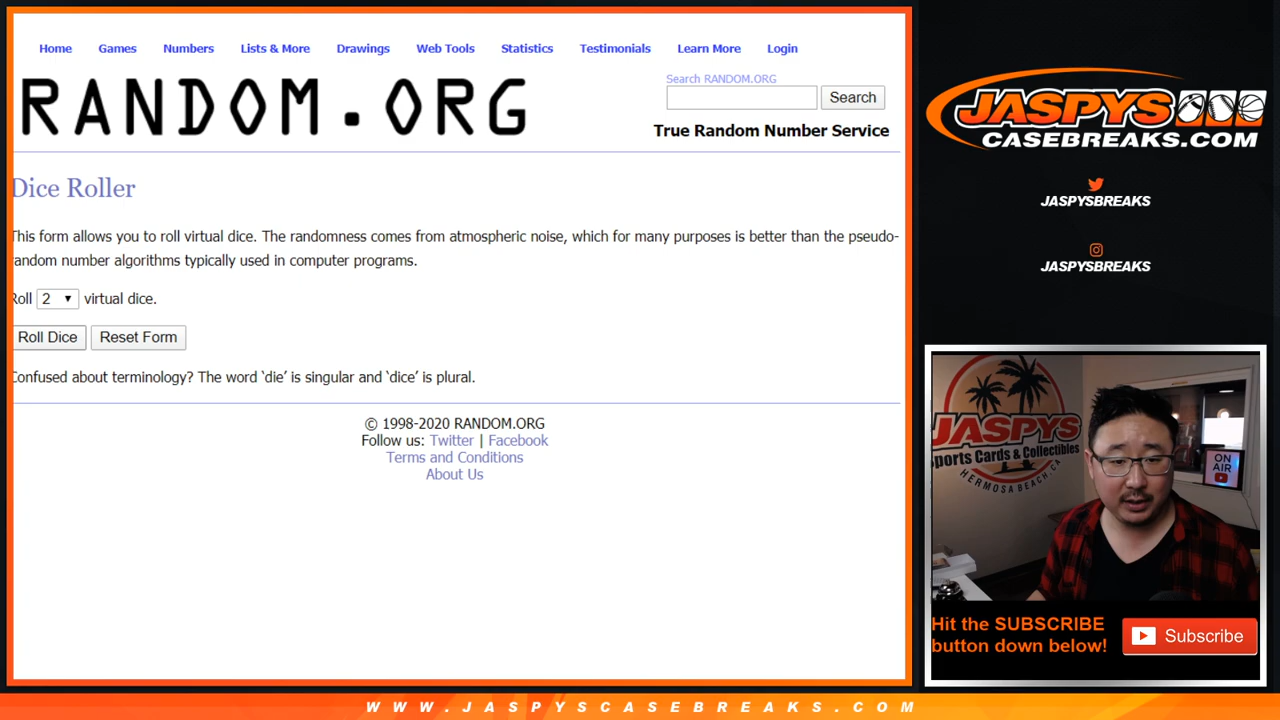 Home Games Numbers Lists & More Drawings Web Tools Statistics Testimonials Learn More Login
RANDOM.ORG
Search RANDOM.ORG
Search
True Random Number Service
Dice Roller
This form allows you to roll virtual dice. The randomness comes from atmospheric noise, which for many purposes is better than the pseudo-
random number algorithms typically used in computer programs.
Roll 2 virtual dice.
Roll Dice Reset Form
Confused about terminology? The word ‘die’ is singular and ‘dice’ is plural.
© 1998-2020 RANDOM.ORG
Follow us: Twitter | Facebook
Terms and Conditions
About Us
JASPYS
CASEBREAKS.COM
JASPYSBREAKS
JASPYSBREAKS
JASPYS
Sports Cards & Collectibles
HERMOSA BEACH, CA
ON
AIR
Hit the SUBSCRIBE
button down below!
Subscribe
WWW.JASPYSCASEBREAKS.COM